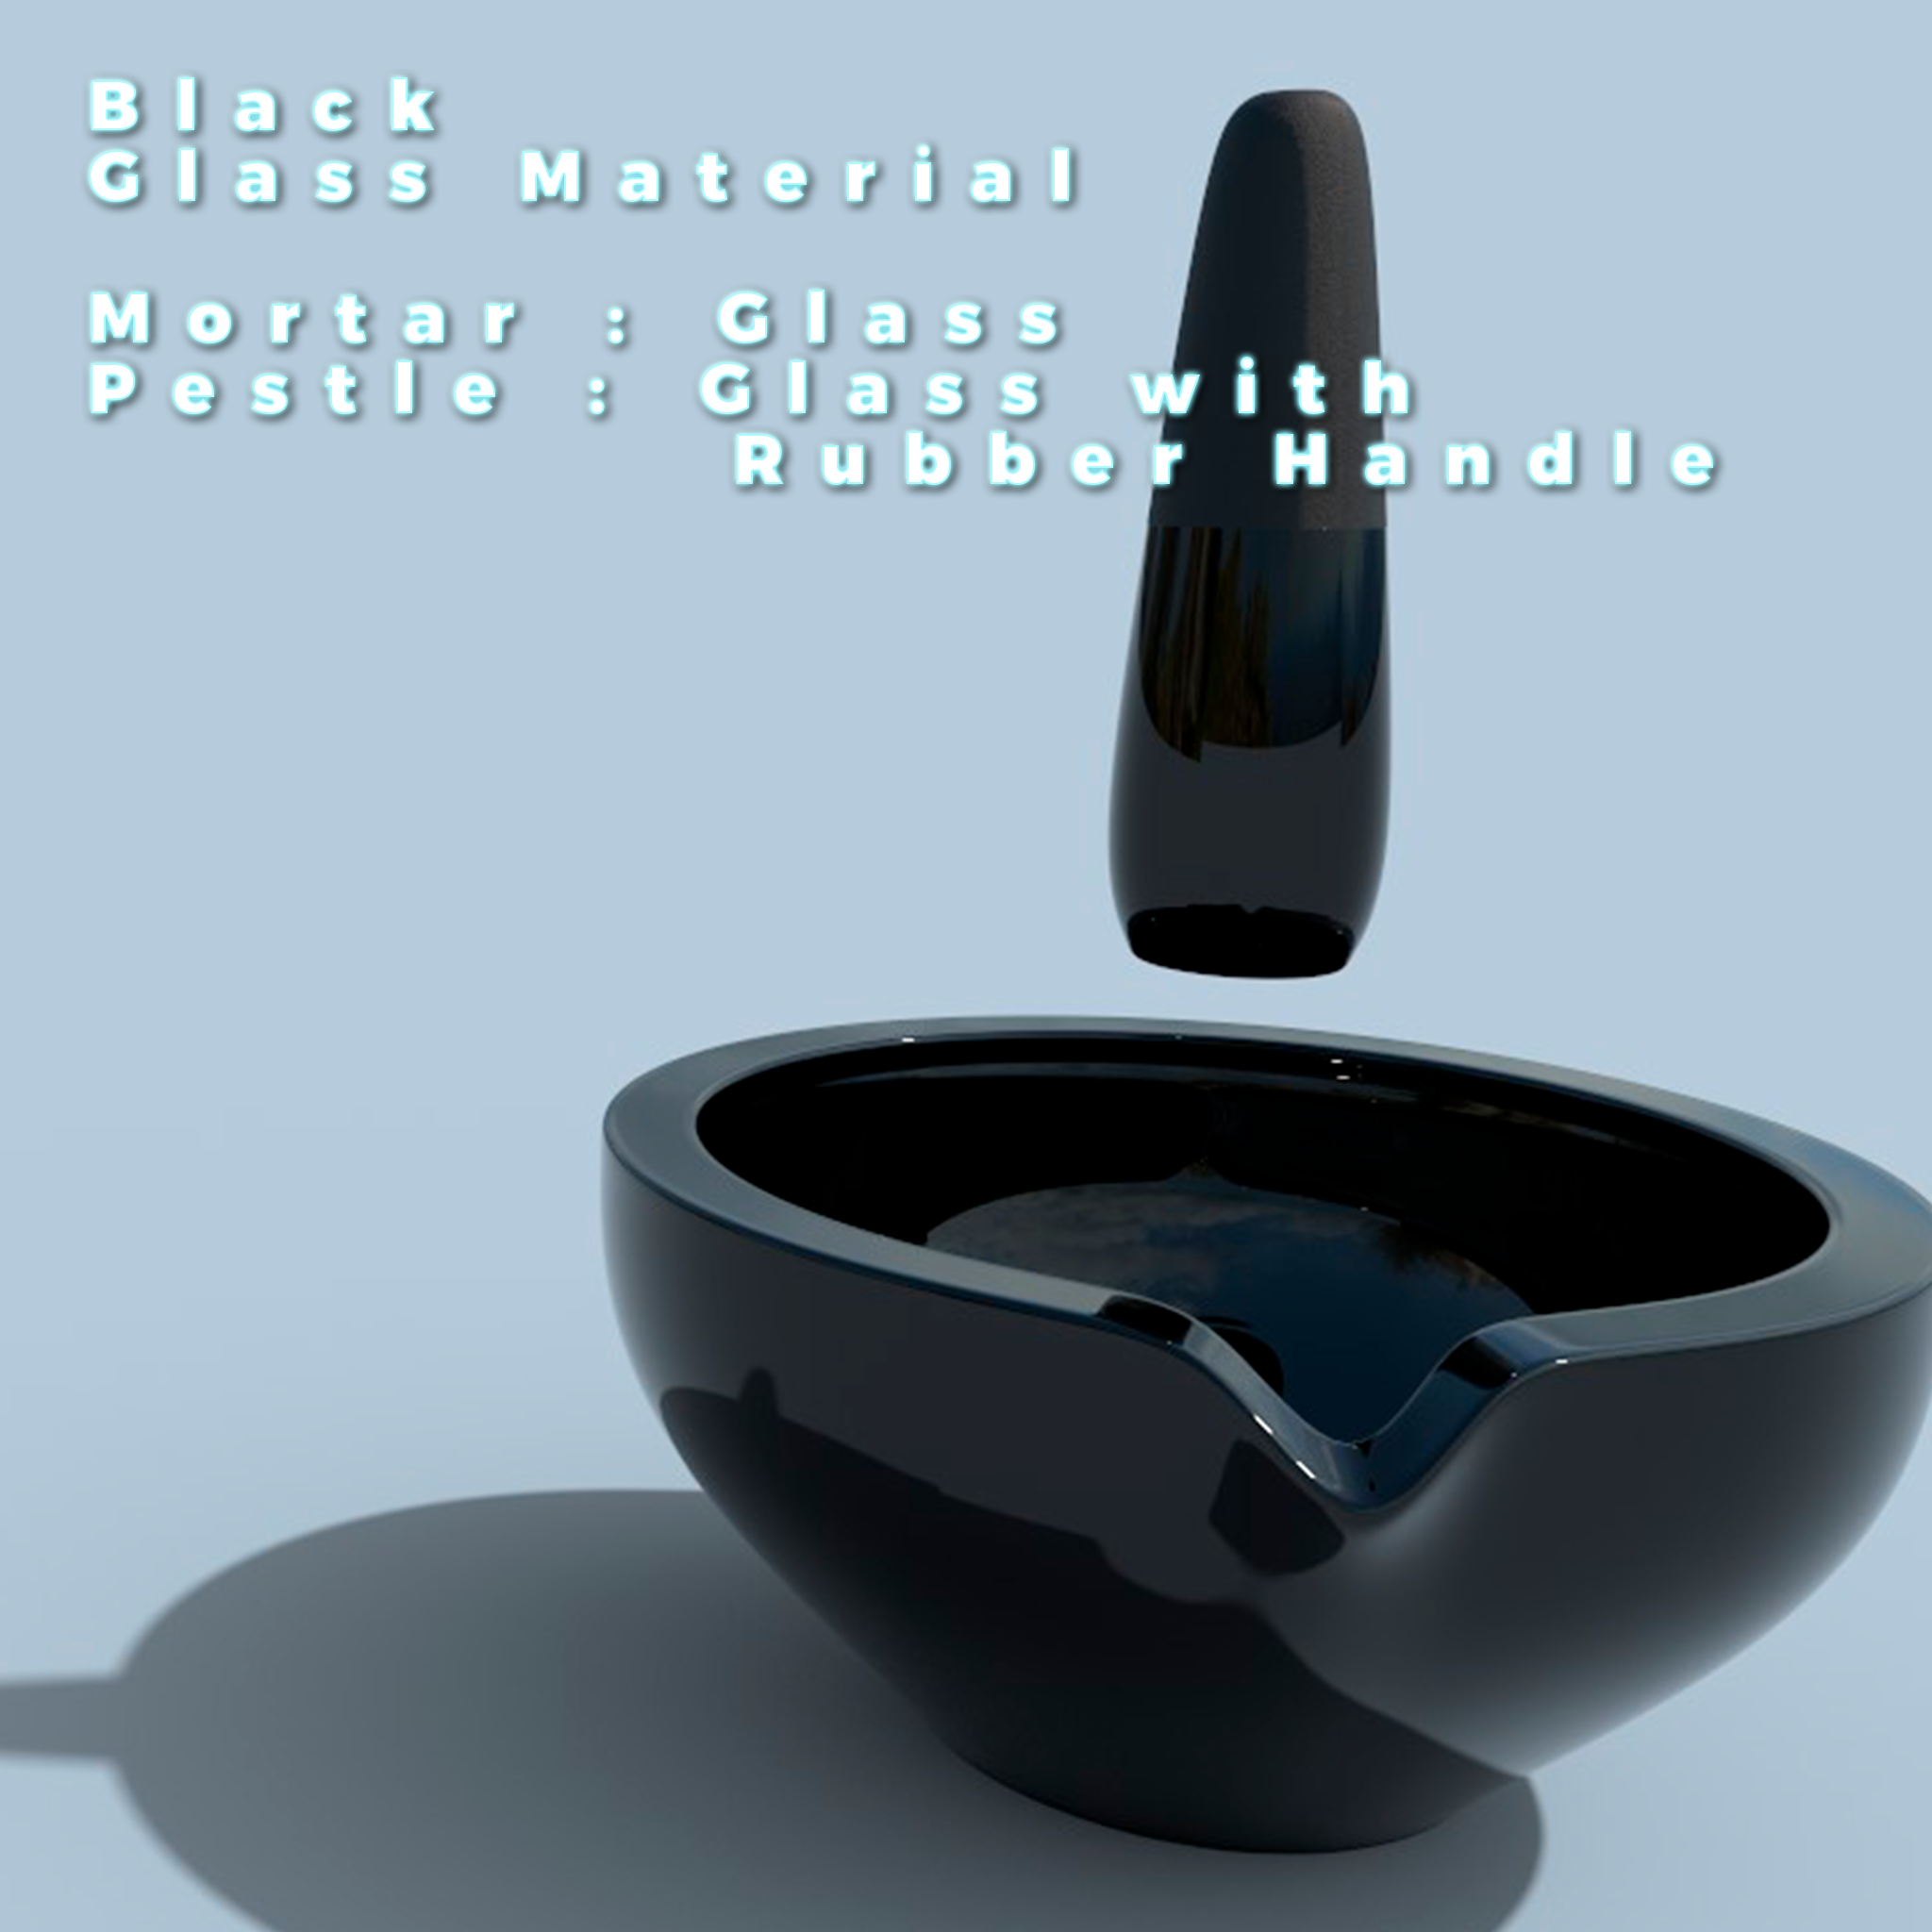 Black
Glass Material
Mortar : Glass
Pestle : Glass with
Rubber Handle